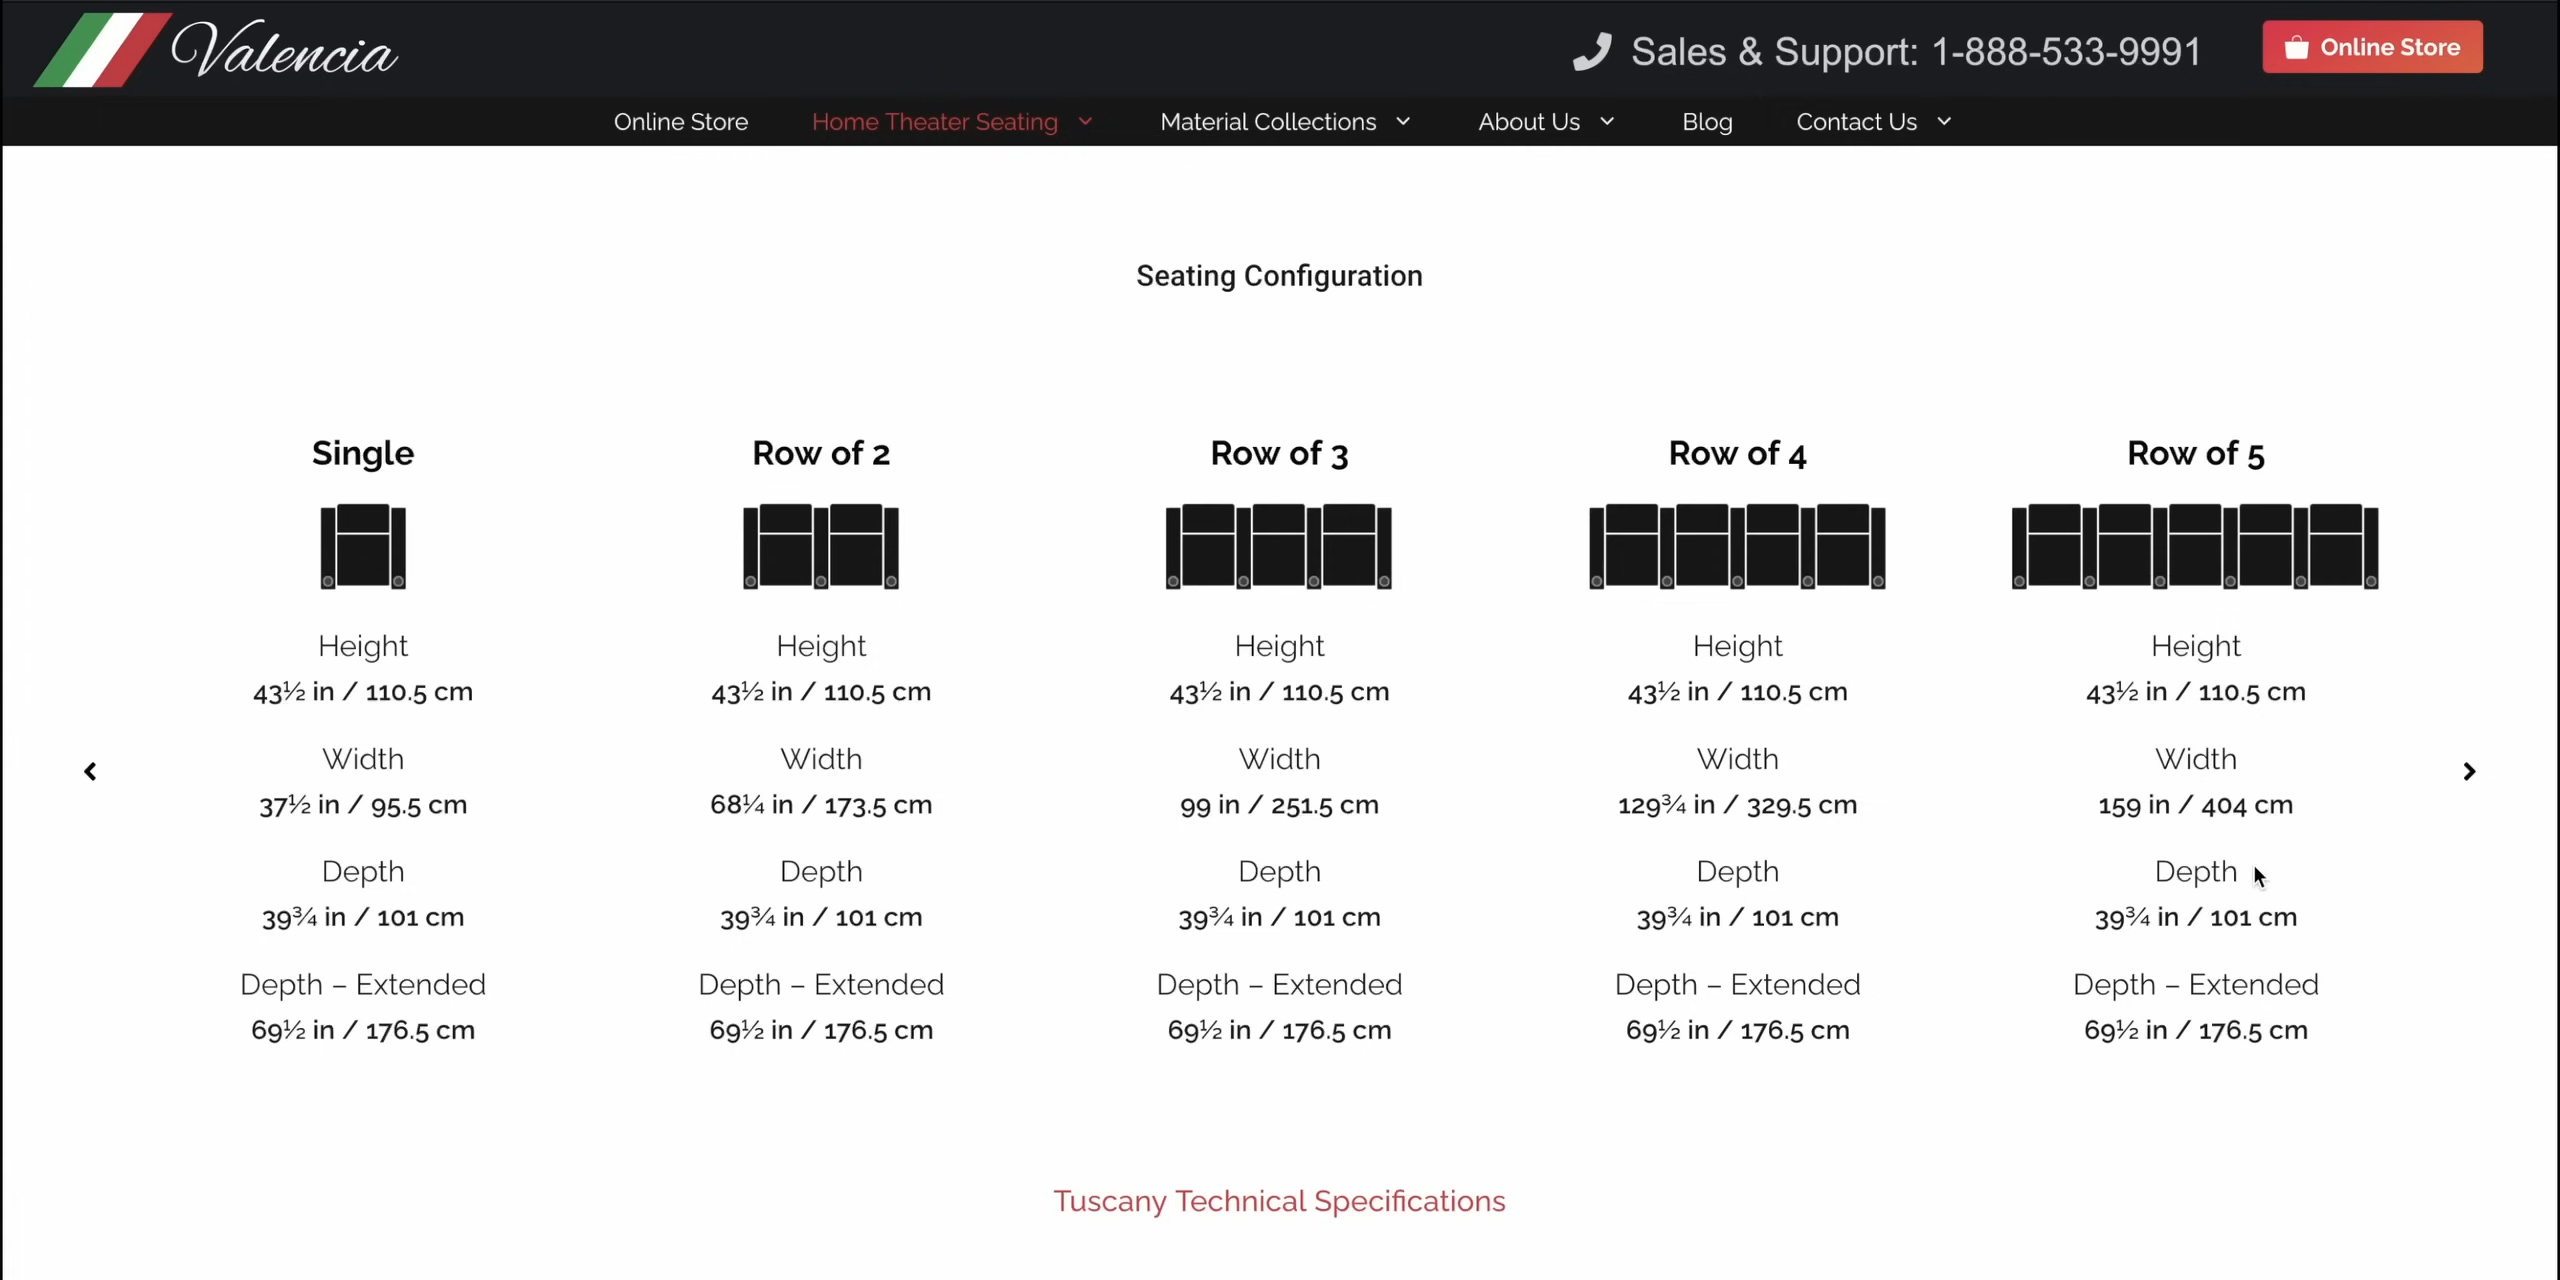 Valencia
Sales & Support: 1-888-533-9991
Online Store
Online Store Home Theater Seating Material Collections About Us Blog Contact Us
Seating Configuration
Single
Height
43½ in / 110.5 cm
Width
37½ in / 95.5 cm
Depth
39¾ in / 101 cm
Depth – Extended
69½ in / 176.5 cm
Row of 2
Height
43½ in / 110.5 cm
Width
68¼ in / 173.5 cm
Depth
39¾ in / 101 cm
Depth – Extended
69½ in / 176.5 cm
Row of 3
Height
43½ in / 110.5 cm
Width
99 in / 251.5 cm
Depth
39¾ in / 101 cm
Depth – Extended
69½ in / 176.5 cm
Row of 4
Height
43½ in / 110.5 cm
Width
129¾ in / 329.5 cm
Depth
39¾ in / 101 cm
Depth – Extended
69½ in / 176.5 cm
Row of 5
Height
43½ in / 110.5 cm
Width
159 in / 404 cm
Depth
39¾ in / 101 cm
Depth – Extended
69½ in / 176.5 cm
Tuscany Technical Specifications